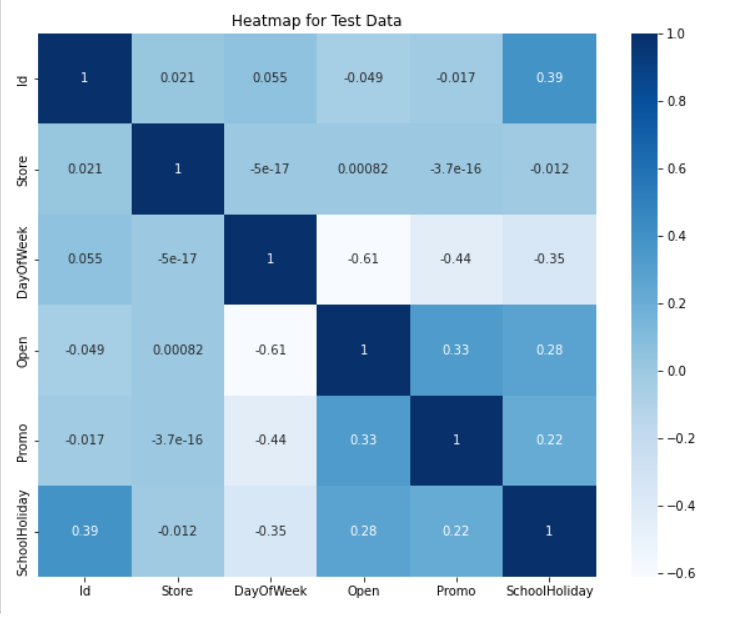 Heatmap for Test Data
Id 1 0.021 0.055 -0.049 -0.017 0.39
Store 0.021 1 -5e-17 0.00082 -3.7e-16 -0.012
DayOfWeek 0.055 -5e-17 1 -0.61 -0.44 -0.35
Open -0.049 0.00082 -0.61 1 0.33 0.28
Promo -0.017 -3.7e-16 -0.44 0.33 1 0.22
SchoolHoliday 0.39 -0.012 -0.35 0.28 0.22 1
Id Store DayOfWeek Open Promo SchoolHoliday
1.0
0.8
0.6
0.4
0.2
0.0
−0.2
−0.4
−0.6